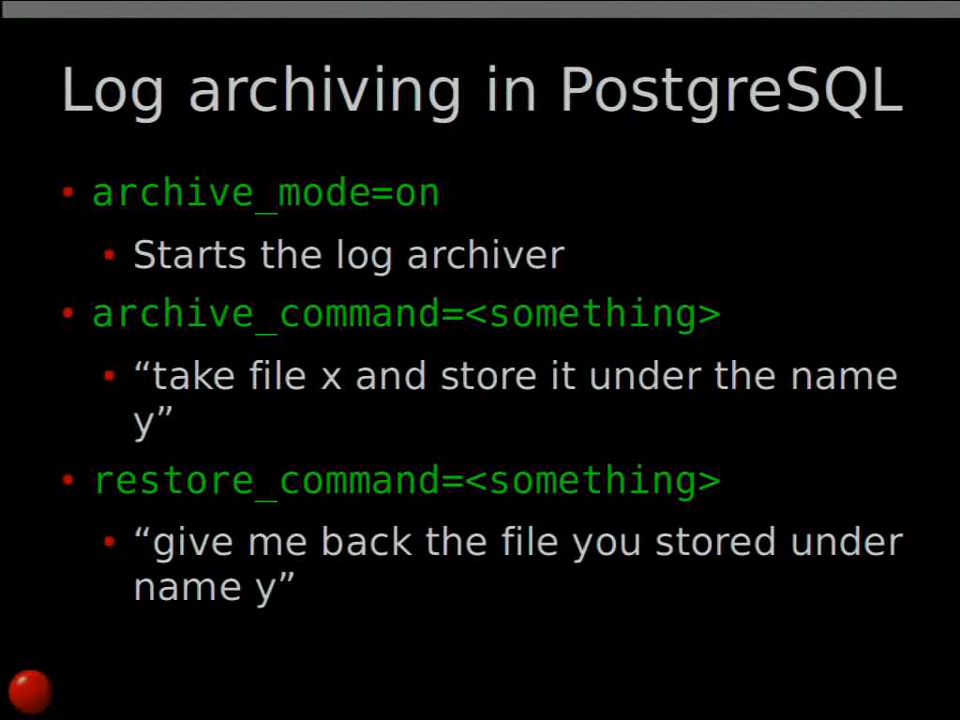 Log archiving in PostgreSQL
archive_mode=on
Starts the log archiver
archive_command=<something>
“take file x and store it under the name
y”
restore_command=<something>
“give me back the file you stored under
name y”